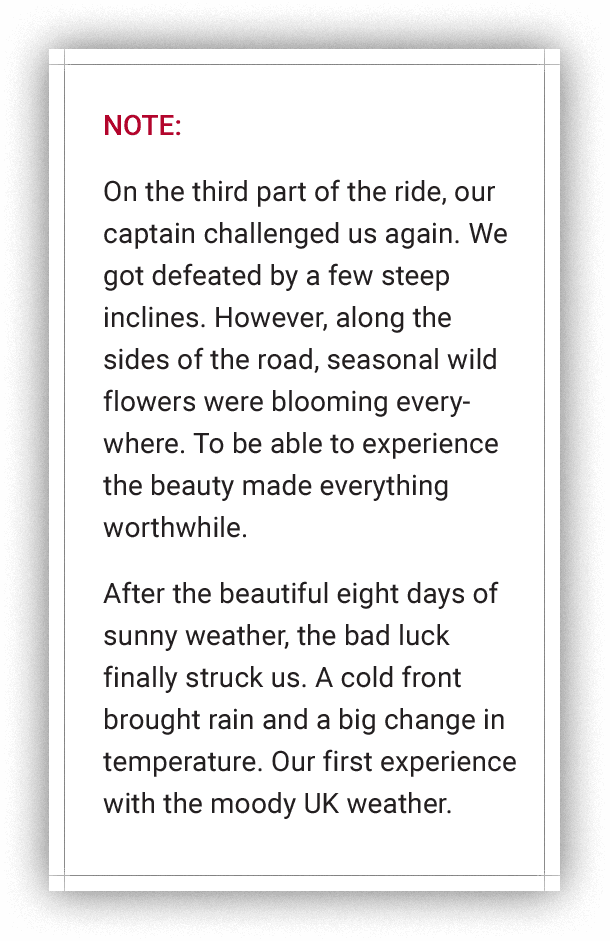 NOTE:
On the third part of the ride, our
captain challenged us again. We
got defeated by a few steep
inclines. However, along the
sides of the road, seasonal wild
flowers were blooming every-
where. To be able to experience
the beauty made everything
worthwhile.
After the beautiful eight days of
sunny weather, the bad luck
finally struck us. A cold front
brought rain and a big change in
temperature. Our first experience
with the moody UK weather.